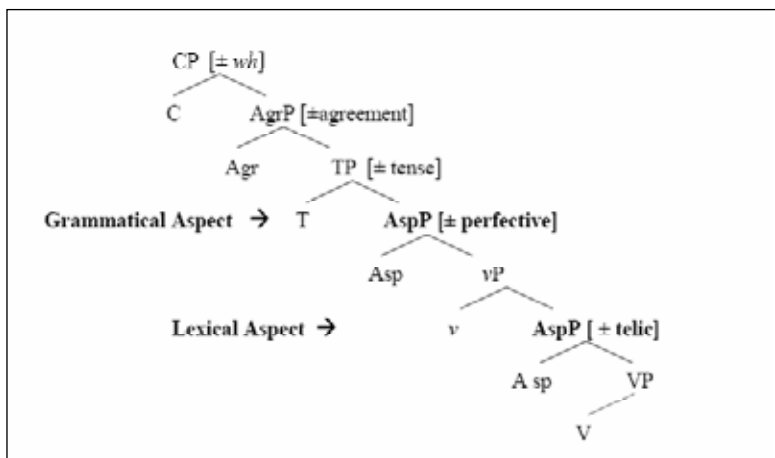 CP [± wh]
C AgrP [±agreement]
Agr TP [± tense]
Grammatical Aspect → T AspP [± perfective]
Asp vP
Lexical Aspect → v AspP [ ± telic]
A sp VP
V